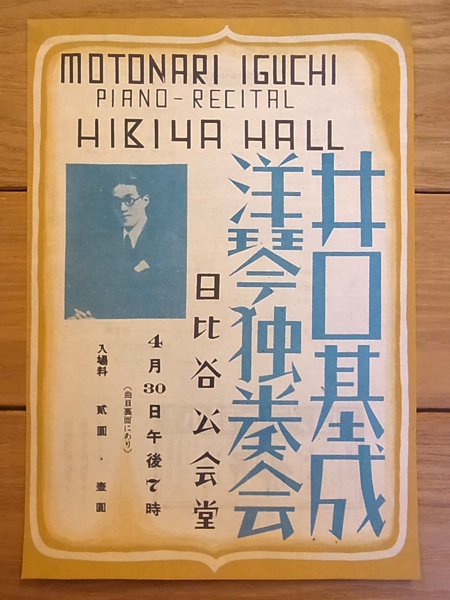 MOTONARI IGUCHI
PIANO-RECITAL
HIBIYA HALL
井口基成
洋琴独奏会
日比谷公会堂
4月30日午後7時
(曲目裏面にあり)
入場料 貳圓・壹圓